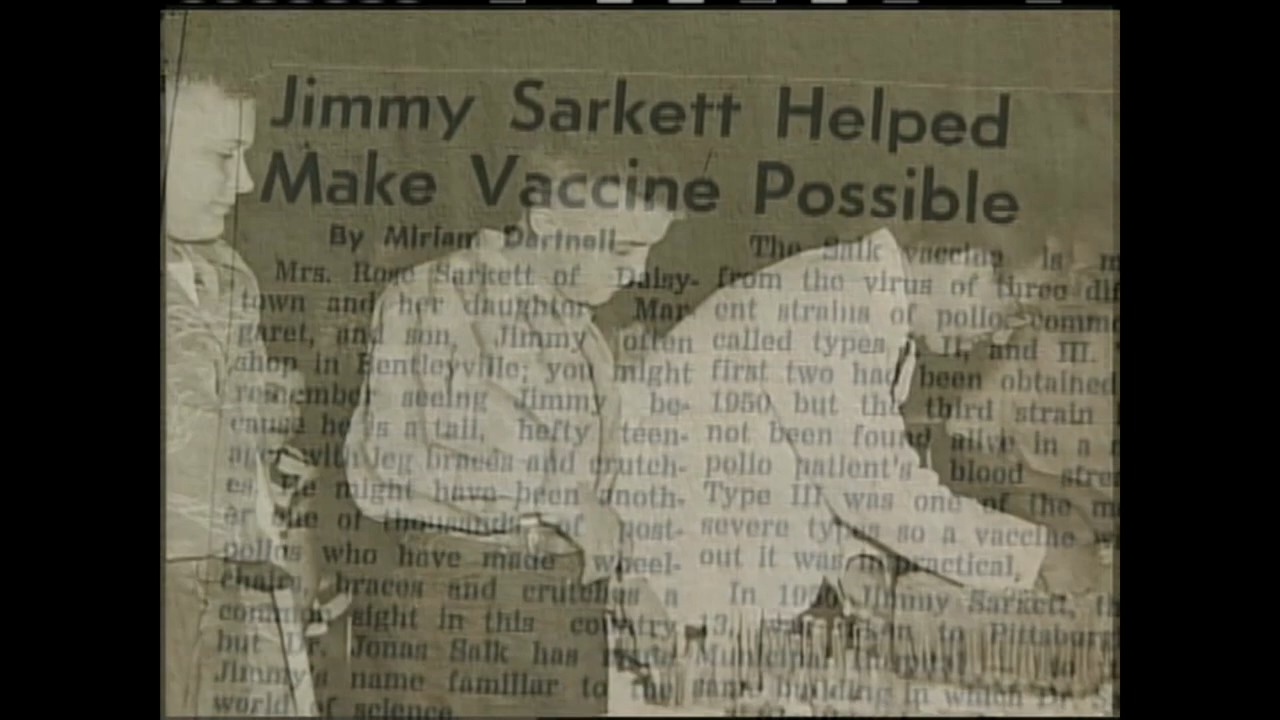 Jimmy Sarkett Helped
Make Vaccine Possible
By Miriam Dartnell
Mrs. Rose Sarkett of Daisy-
town and her daughter, Mar-
garet, and son, Jimmy often
shop in Bentleyville; you might
remember seeing Jimmy be-
cause he is a tall, hefty teen-
ager with leg braces and crutch-
es. He might have been anoth-
er one of thousands of post-
polios who have made wheel-
chairs, braces and crutches a
common sight in this country
but Dr. Jonas Salk has made
Jimmy's name familiar to the
world of science.
The Salk vaccine is
from the virus of three dif
ent strains of polio, commo
called types II, and III.
first two had been obtained
1950 but the third strain
not been found alive in a
polio patient's blood stre
Type III was one of the
severe types so a vaccine
out it was impractical,
In 1950 Jimmy Sarkett,
13, was taken to Pittsburg
Municipal Hospital — to
same building in which Dr.